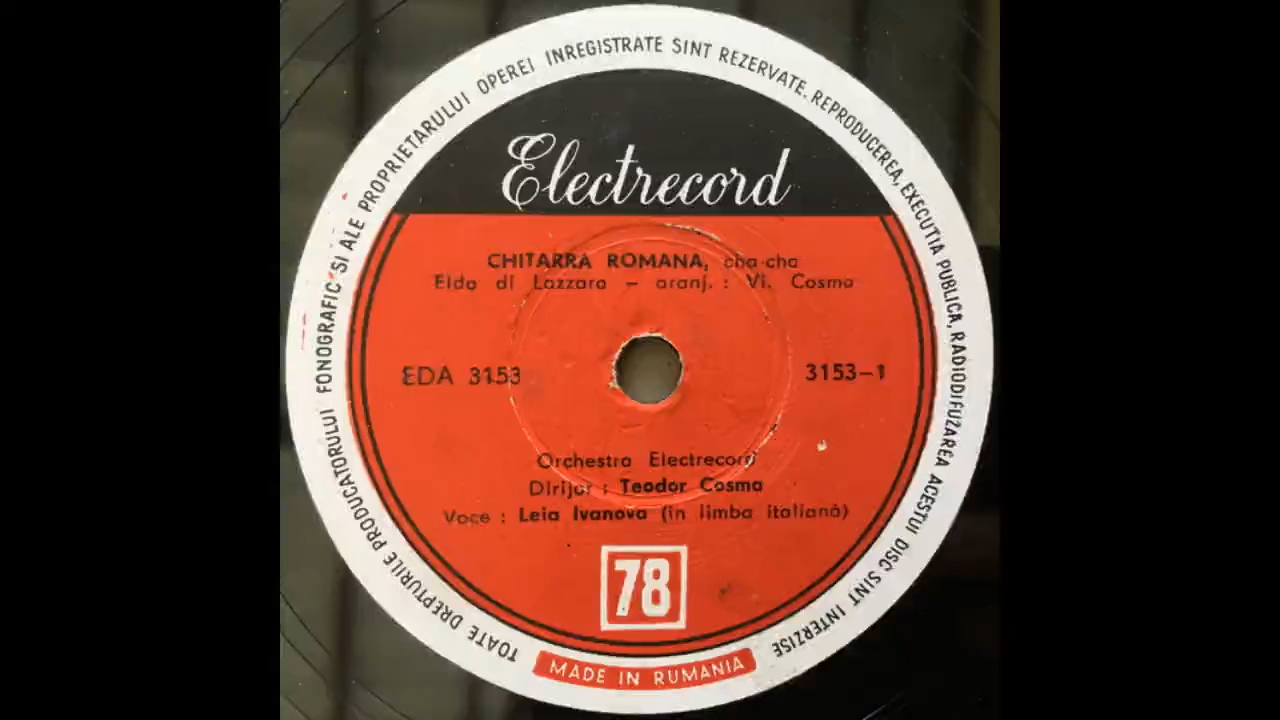 TOATE DREPTURILE PRODUCATORULUI FONOGRAFIC SI ALE PROPRIETARULUI OPEREI INREGISTRATE SINT REZERVATE. REPRODUCEREA, EXECUTIA PUBLICA, RADIODIFUZAREA ACESTUI DISC SINT INTERZISE
Electrecord
CHITARRA ROMANA, cha-cha
Eldo di Lazzaro – aranj. : Vl. Cosma
EDA 3153
3153–1
Orchestra Electrecord
Dirijor : Teodor Cosma
Voce : Leia Ivanova (in limba italiană)
78
MADE IN RUMANIA